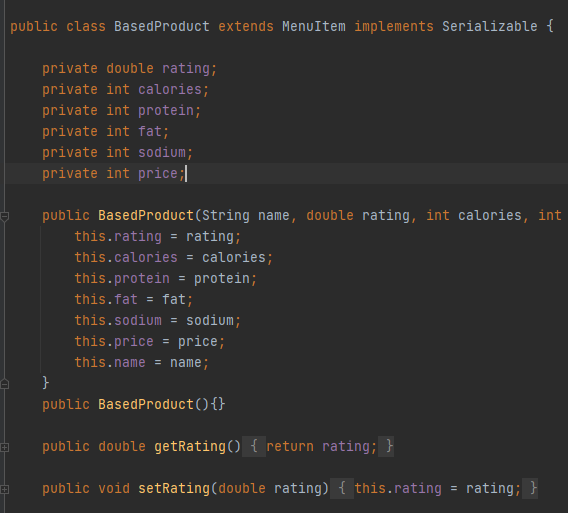 public class BasedProduct extends MenuItem implements Serializable {
private double rating;
private int calories;
private int protein;
private int fat;
private int sodium;
private int price;
public BasedProduct(String name, double rating, int calories, int
this.rating = rating;
this.calories = calories;
this.protein = protein;
this.fat = fat;
this.sodium = sodium;
this.price = price;
this.name = name;
}
public BasedProduct(){}
public double getRating() { return rating; }
public void setRating(double rating) { this.rating = rating; }